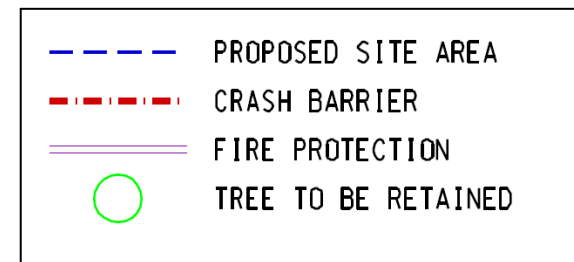 PROPOSED SITE AREA
CRASH BARRIER
FIRE PROTECTION
TREE TO BE RETAINED